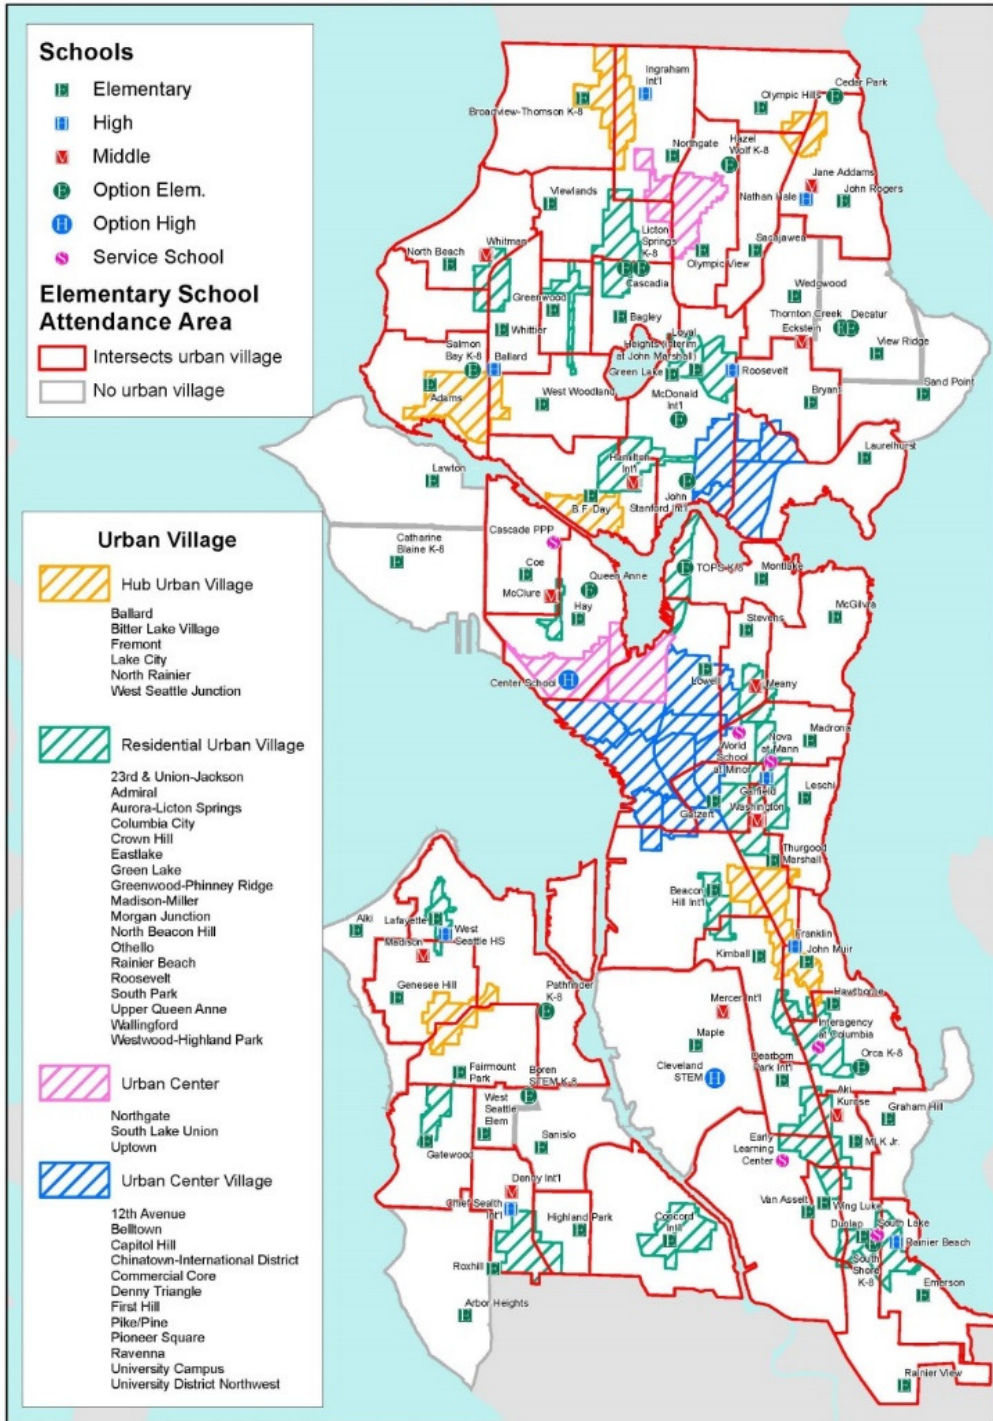 Schools
Elementary
High
Middle
Option Elem.
Option High
Service School
Elementary School
Attendance Area
Intersects urban village
No urban village
Urban Village
Hub Urban Village
Ballard
Bitter Lake Village
Fremont
Lake City
North Rainier
West Seattle Junction
Residential Urban Village
23rd & Union-Jackson
Admiral
Aurora-Licton Springs
Columbia City
Crown Hill
Eastlake
Green Lake
Greenwood-Phinney Ridge
Madison-Miller
Morgan Junction
North Beacon Hill
Othello
Rainier Beach
Roosevelt
South Park
Upper Queen Anne
Wallingford
Westwood-Highland Park
Urban Center
Northgate
South Lake Union
Uptown
Urban Center Village
12th Avenue
Belltown
Capitol Hill
Chinatown-International District
Commercial Core
Denny Triangle
First Hill
Pike/Pine
Pioneer Square
Ravenna
University Campus
University District Northwest
Ingraham
Int'l
Cedar Park
Olympic Hills
Broadview-Thomson K-8
Northgate
Hazel
Wolf K-8
Jane Addams
Nathan Hale
John Rogers
Viewlands
Licton
Springs
K-8
Whitman
North Beach
Olympic View
Sacajawea
Cascadia
Wedgwood
Greenwood
Thornton Creek
Decatur
Bagley
Eckstein
Whittier
Loyal
Heights (interim
at John Marshall)
View Ridge
Salmon
Bay K-8
Ballard
Green Lake
Roosevelt
Adams
West Woodland
McDonald
Int'l
Bryant
Sand Point
Laurelhurst
Hamilton
Int'l
Lawton
B.F. Day
John
Stanford Int'l
Cascade PPP
Catharine
Blaine K-8
Coe
Queen Anne
TOPS K-8
Montlake
McClure
Hay
Stevens
McGilvra
Center School
Lowell
Meany
World
School
at Minor
Nova
at Mann
Madrona
Garfield
Leschi
Gatzert
Washington
Thurgood
Marshall
Beacon
Hill Int'l
Alki
Lafayette
West
Seattle HS
Madison
Franklin
John Muir
Kimball
Genesee Hill
Pathfinder
K-8
Mercer Int'l
Hawthorne
Interagency
at Columbia
Maple
Fairmount
Park
Boren
STEM K-8
Cleveland
STEM
Dearborn
Park Int'l
Orca K-8
Aki
Kurose
Graham Hill
West
Seattle
Elem
Gatewood
Sanislo
Early
Learning
Center
MLK Jr.
Denny Int'l
Chief Sealth
Int'l
Highland Park
Concord
Int'l
Van Asselt
Wing Luke
Dunlap
South Lake
Rainier Beach
South
Shore
K-8
Roxhill
Emerson
Arbor Heights
Rainier View